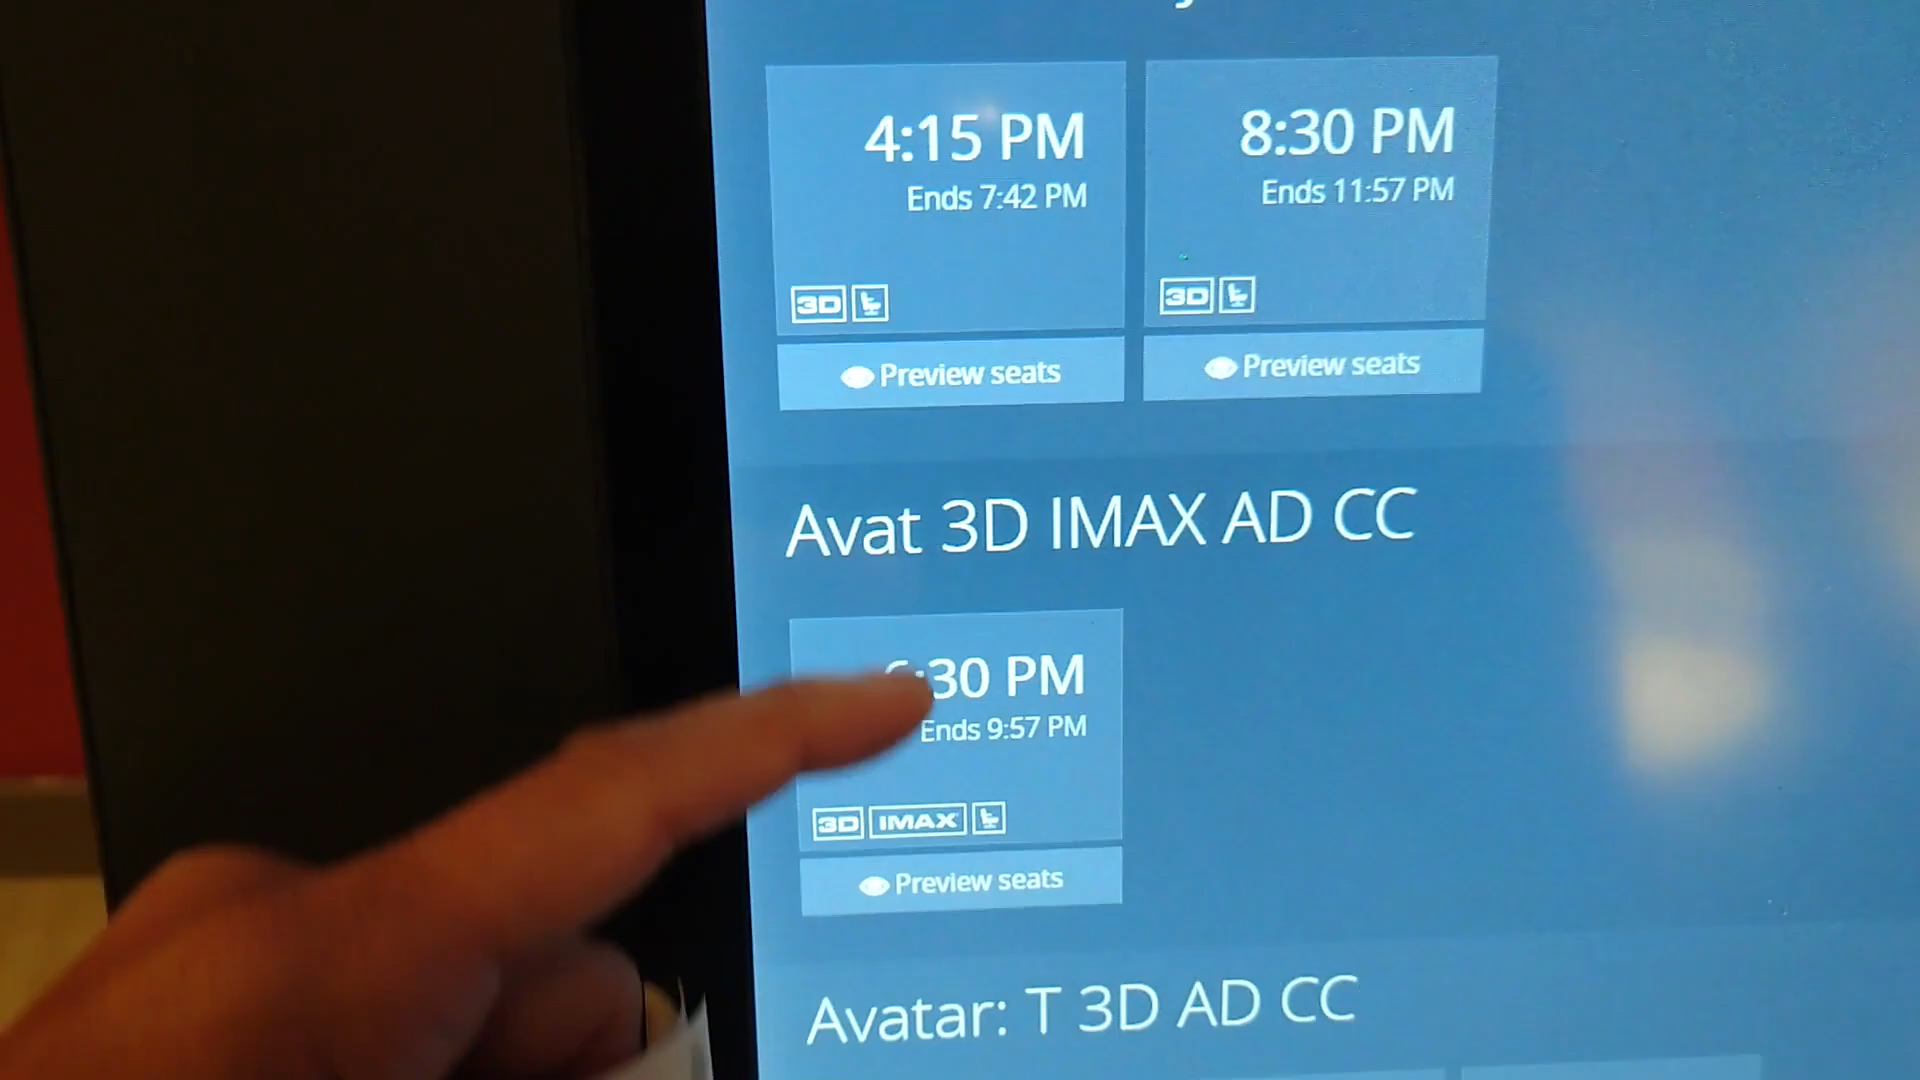 4:15 PM
Ends 7:42 PM
3D
Preview seats
8:30 PM
Ends 11:57 PM
3D
Preview seats
Avat 3D IMAX AD CC
6:30 PM
Ends 9:57 PM
3D IMAX
Preview seats
Avatar: T 3D AD CC